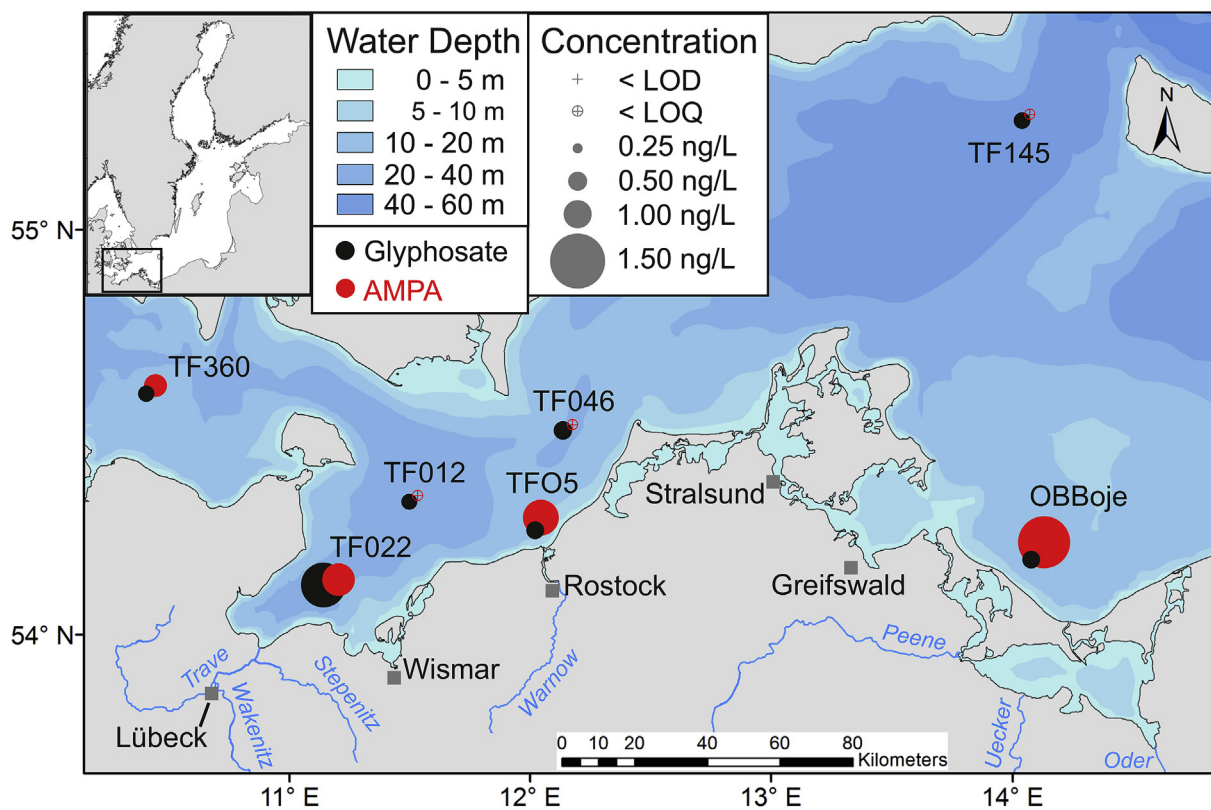 Water Depth
0 - 5 m
5 - 10 m
10 - 20 m
20 - 40 m
40 - 60 m
Glyphosate
AMPA
Concentration
< LOD
< LOQ
0.25 ng/L
0.50 ng/L
1.00 ng/L
1.50 ng/L
N
TF145
55° N
TF360
TF046
TF012
TFO5
Stralsund
OBBoje
TF022
Rostock
Greifswald
54° N
Peene
Trave
Stepenitz
Wismar
Warnow
Wakenitz
Lübeck
Uecker
Oder
0 5 10 20 40 60 80
Kilometers
11° E
12° E
13° E
14° E